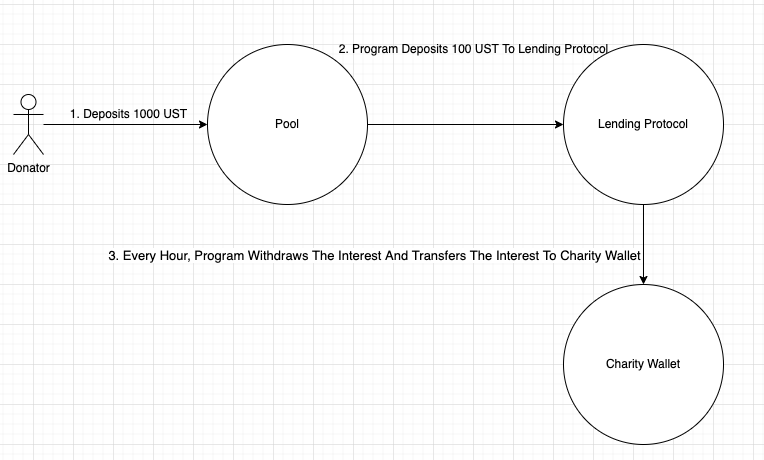 2. Program Deposits 100 UST To Lending Protocol
1. Deposits 1000 UST
Pool
Lending Protocol
Donator
3. Every Hour, Program Withdraws The Interest And Transfers The Interest To Charity Wallet
Charity Wallet